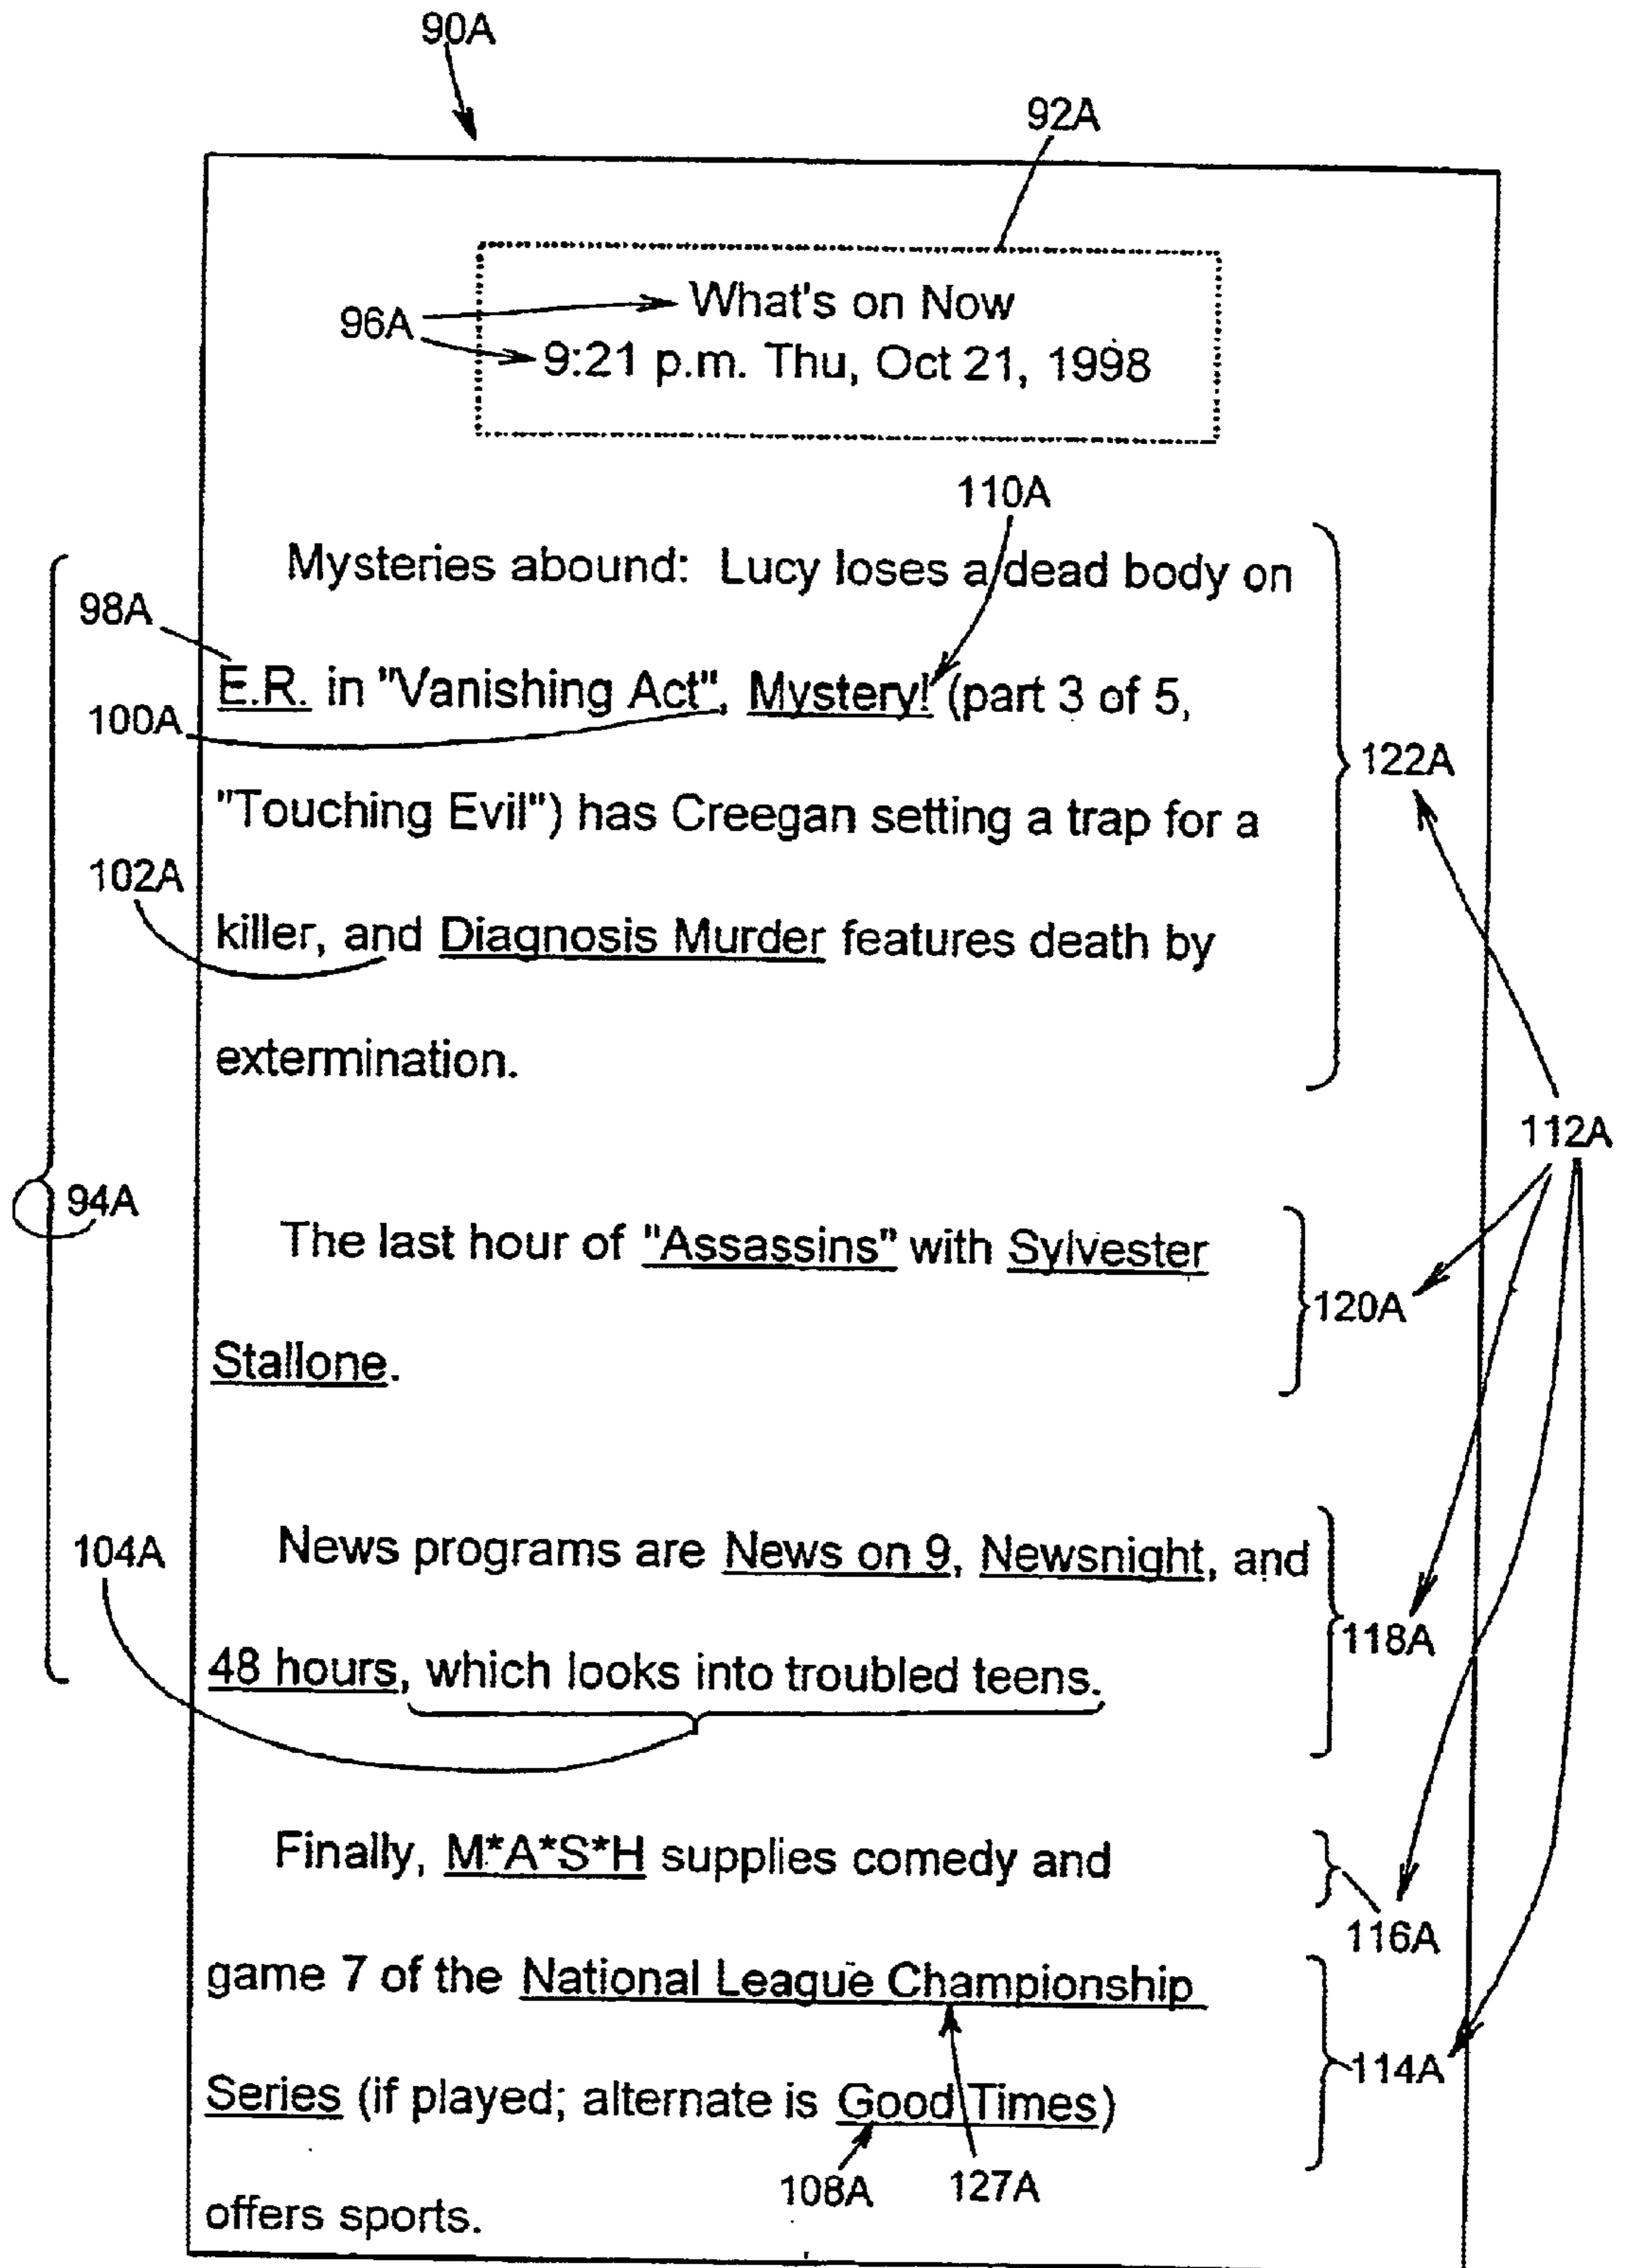 90A
92A
96A
What's on Now
9:21 p.m. Thu, Oct 21, 1998
110A
Mysteries abound: Lucy loses a dead body on
98A
E.R. in "Vanishing Act", Mystery! (part 3 of 5,
100A
122A
"Touching Evil") has Creegan setting a trap for a
102A
killer, and Diagnosis Murder features death by
extermination.
112A
94A
The last hour of "Assassins" with Sylvester
120A
Stallone.
104A
News programs are News on 9, Newsnight, and
118A
48 hours, which looks into troubled teens.
Finally, M*A*S*H supplies comedy and
116A
game 7 of the National League Championship
114A
Series (if played; alternate is Good Times)
108A
127A
offers sports.